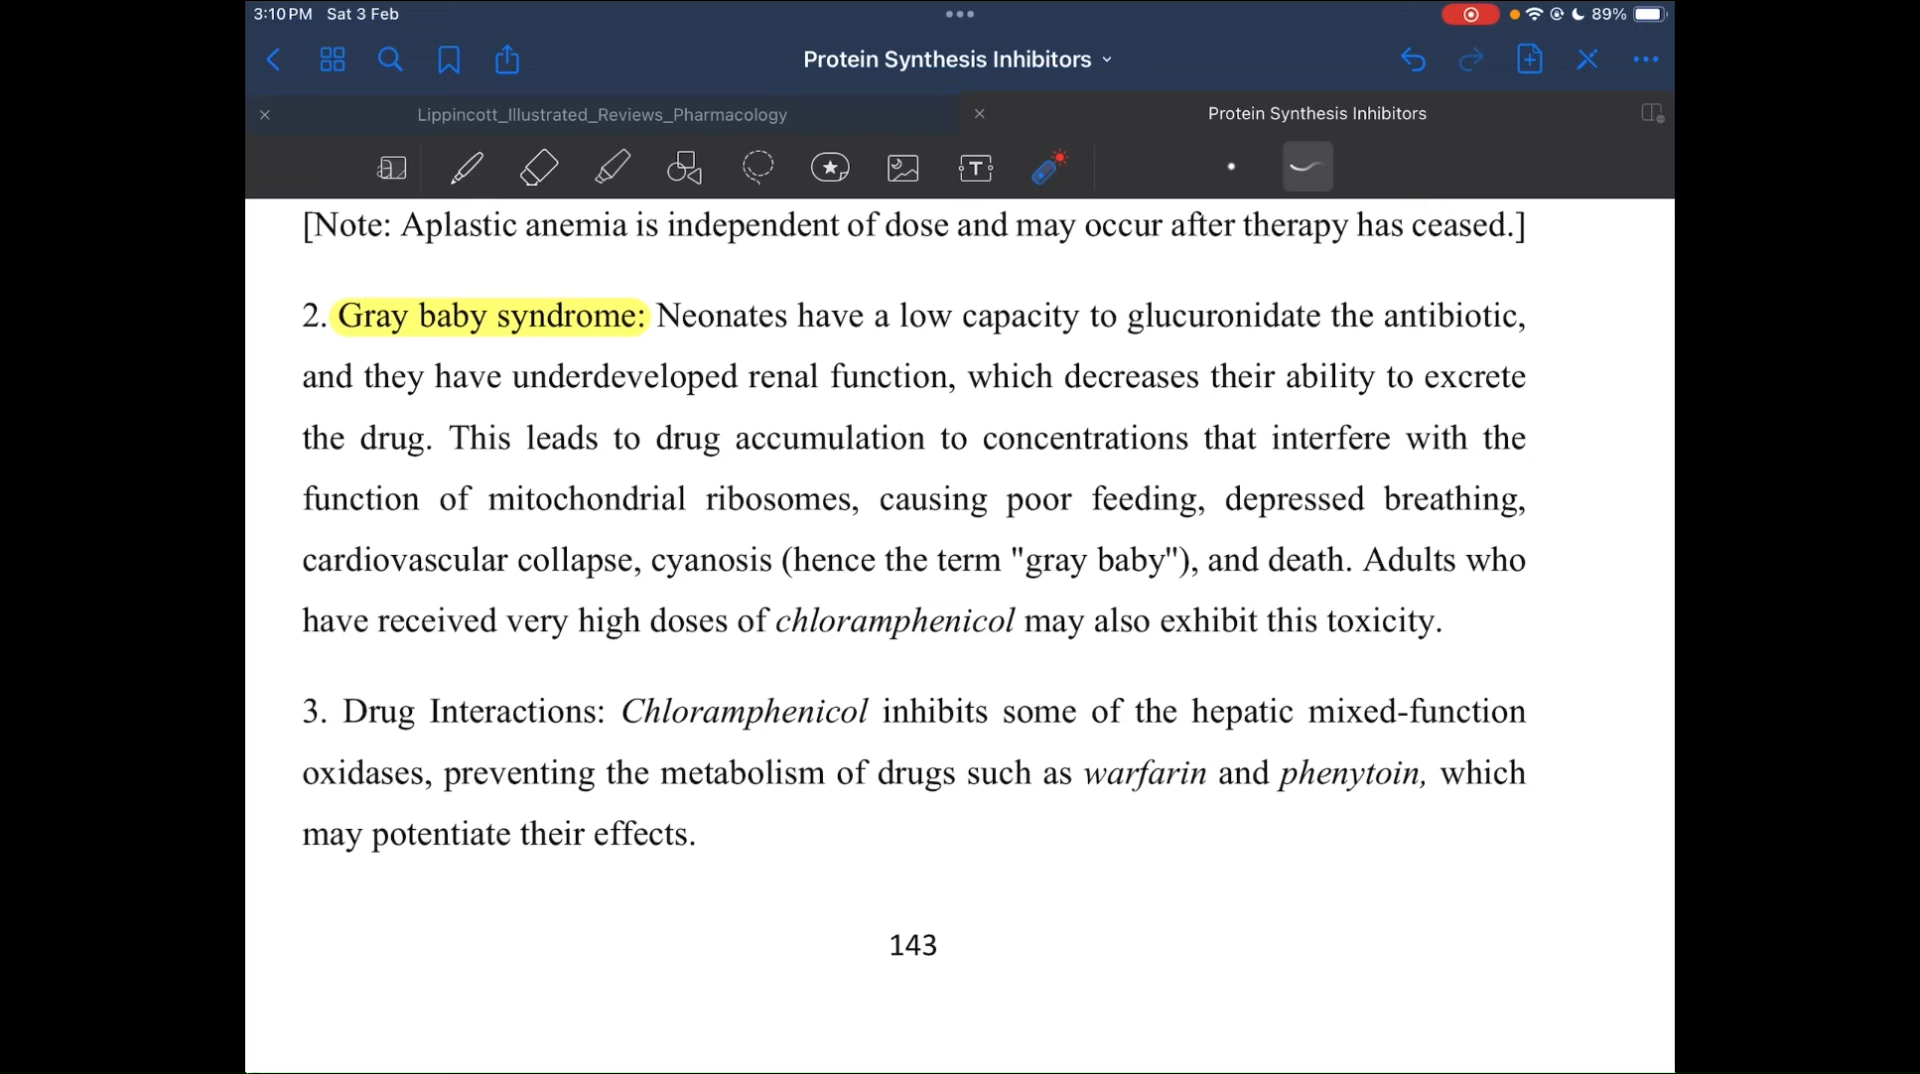 3:10 PM Sat 3 Feb
89%
Protein Synthesis Inhibitors
Lippincott_Illustrated_Reviews_Pharmacology
Protein Synthesis Inhibitors
T
[Note: Aplastic anemia is independent of dose and may occur after therapy has ceased.]
2. Gray baby syndrome: Neonates have a low capacity to glucuronidate the antibiotic,
and they have underdeveloped renal function, which decreases their ability to excrete
the drug. This leads to drug accumulation to concentrations that interfere with the
function of mitochondrial ribosomes, causing poor feeding, depressed breathing,
cardiovascular collapse, cyanosis (hence the term "gray baby"), and death. Adults who
have received very high doses of chloramphenicol may also exhibit this toxicity.
3. Drug Interactions: Chloramphenicol inhibits some of the hepatic mixed-function
oxidases, preventing the metabolism of drugs such as warfarin and phenytoin, which
may potentiate their effects.
143